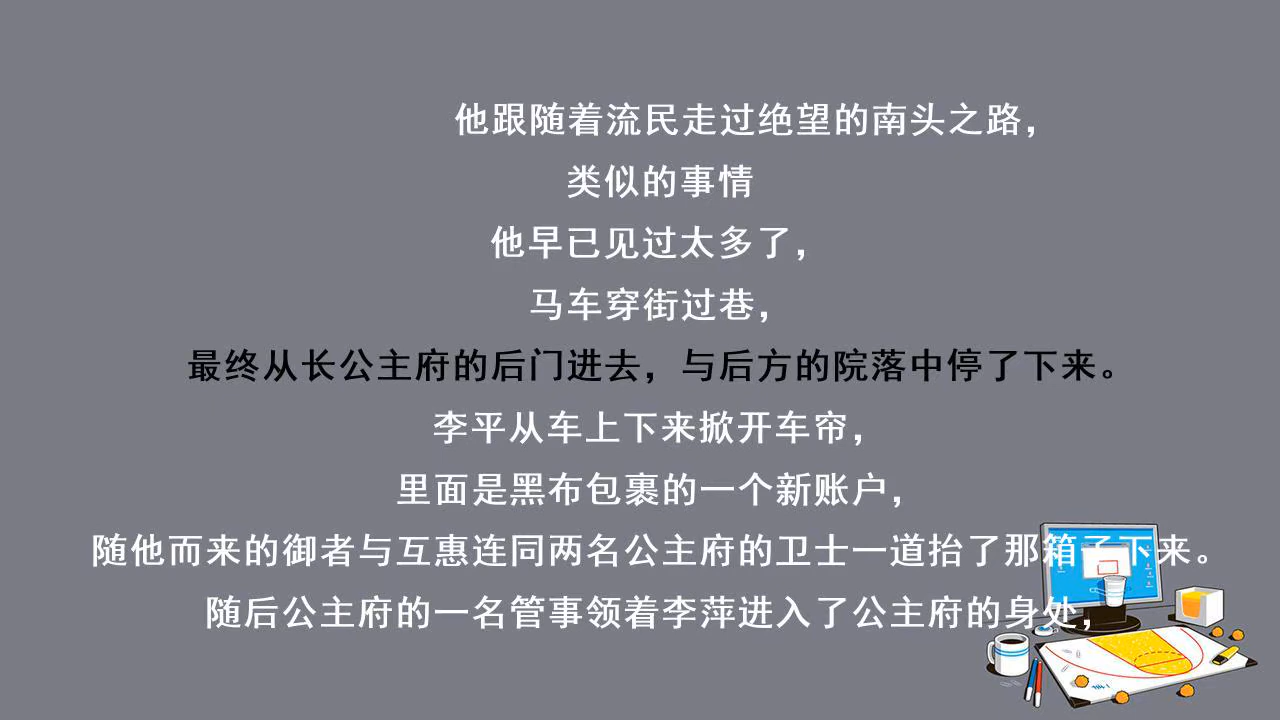 他跟随着流民走过绝望的南头之路，
类似的事情
他早已见过太多了，
马车穿街过巷，
最终从长公主府的后门进去，与后方的院落中停了下来。
李平从车上下来掀开车帘，
里面是黑布包裹的一个新账户，
随他而来的御者与互惠连同两名公主府的卫士一道抬了那箱子下来。
随后公主府的一名管事领着李萍进入了公主府的身处，